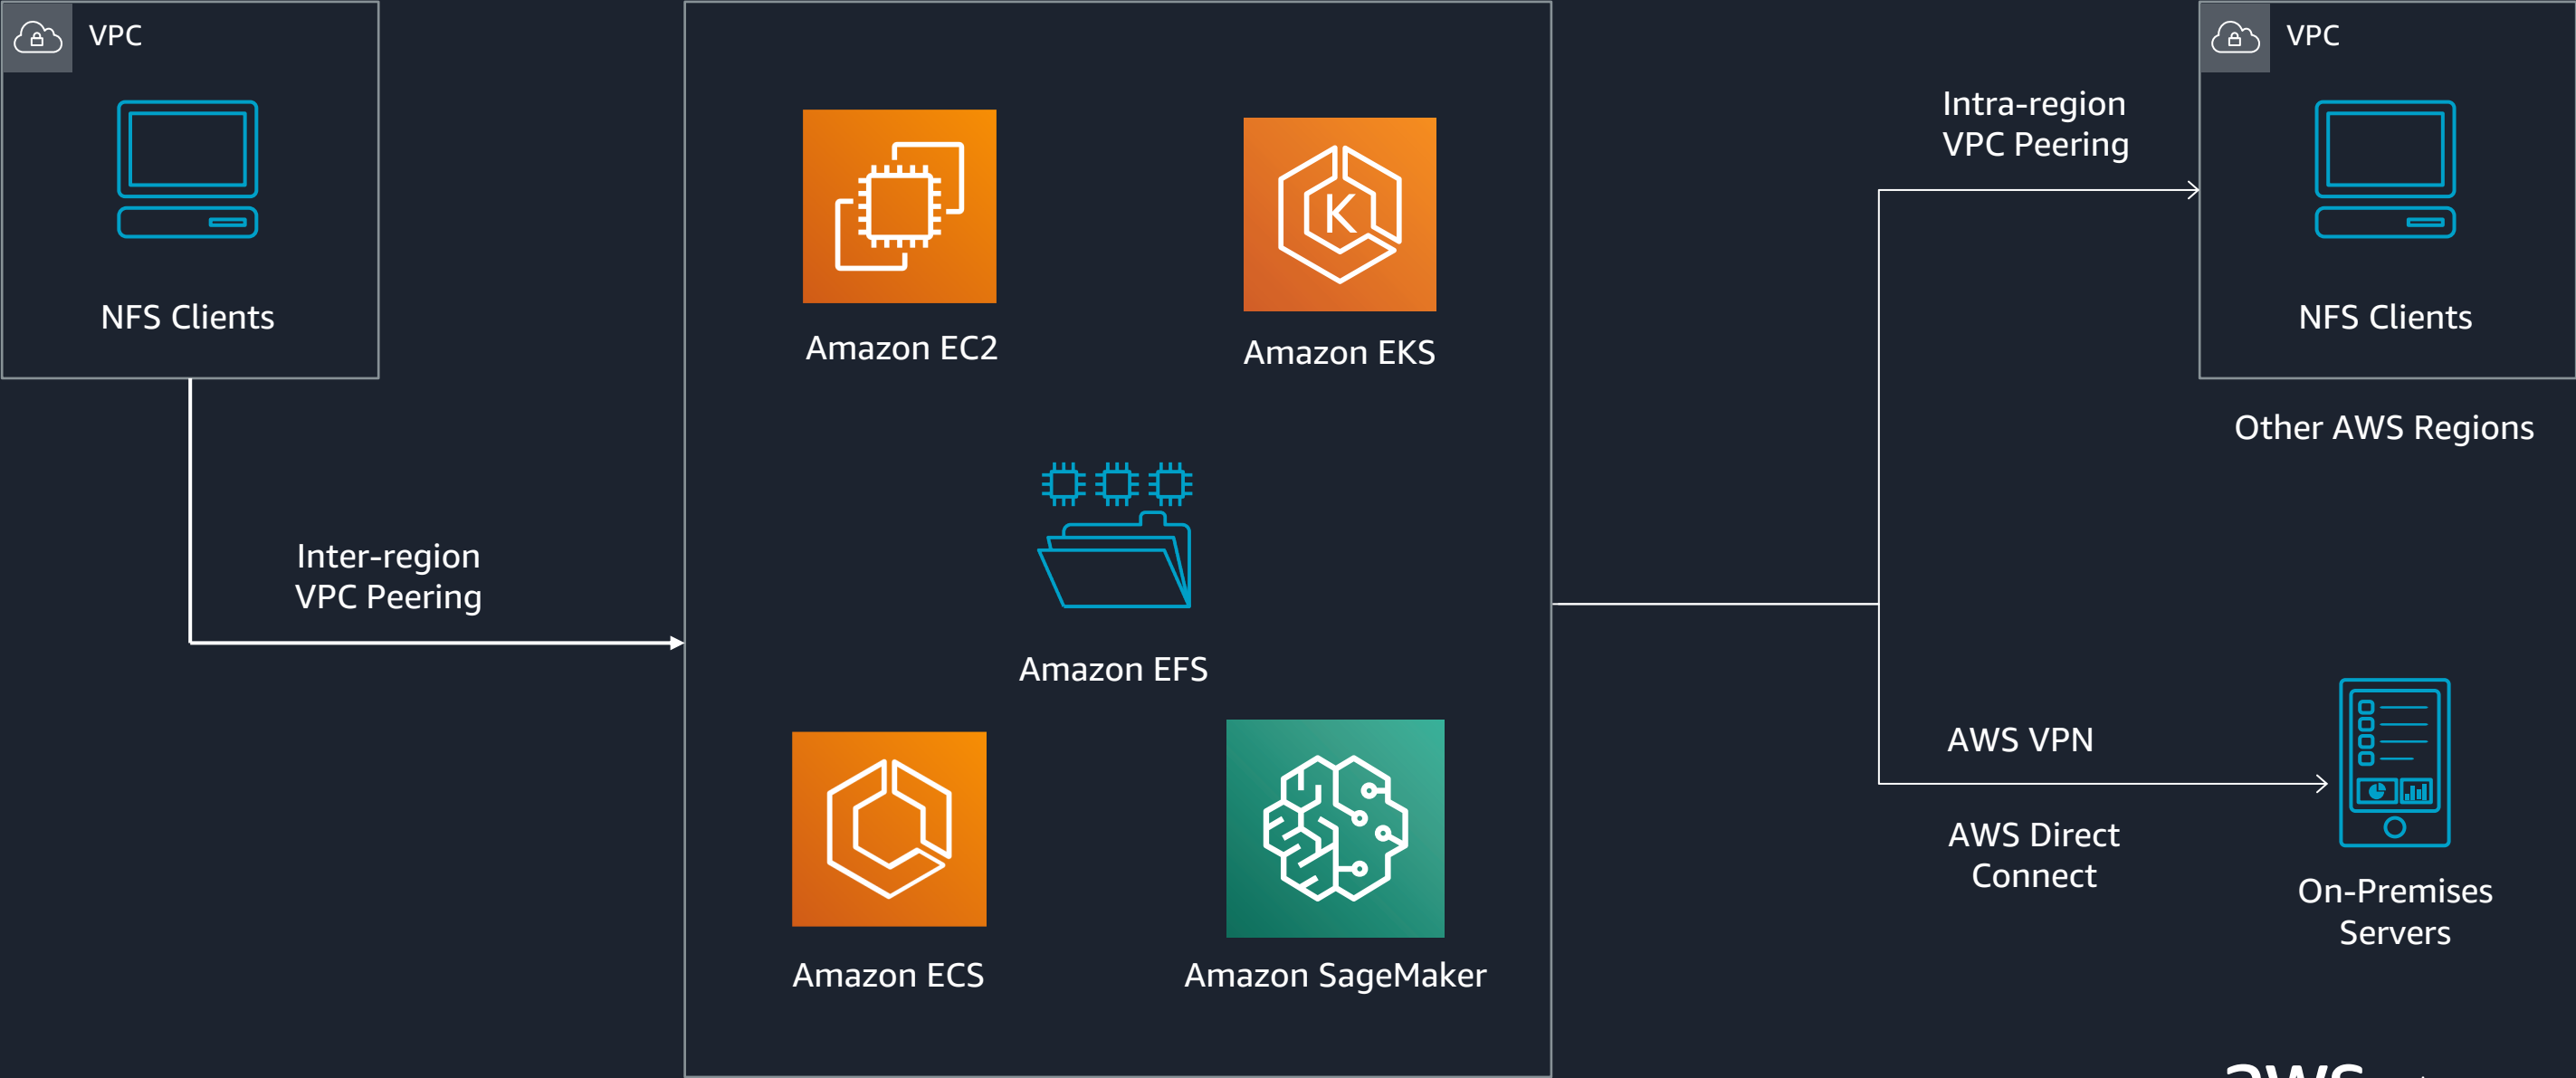 VPC
NFS Clients
Inter-region
VPC Peering
Amazon EC2
Amazon EKS
K
Amazon EFS
Amazon ECS
Amazon SageMaker
Intra-region
VPC Peering
VPC
NFS Clients
Other AWS Regions
AWS VPN
AWS Direct
Connect
On-Premises
Servers
aws